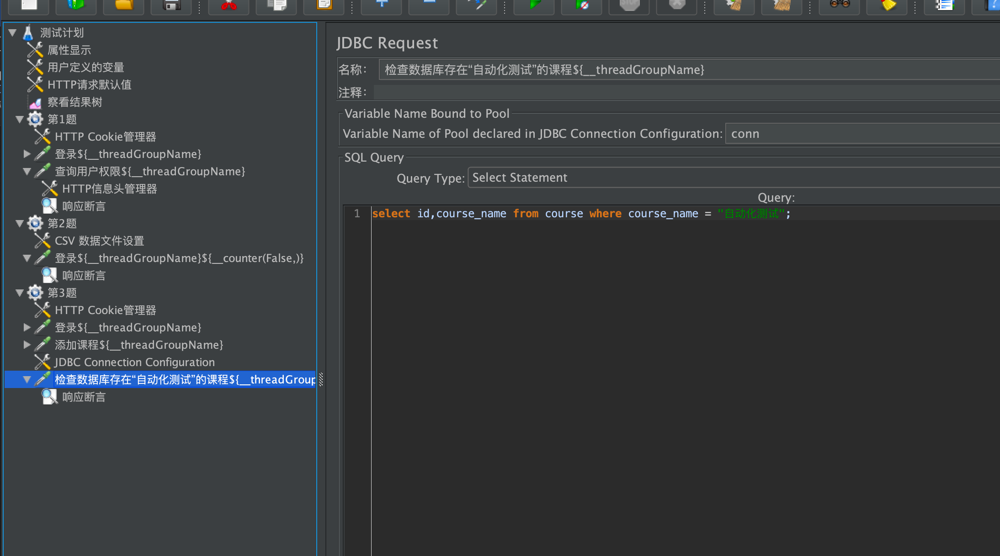 测试计划
属性显示
用户定义的变量
HTTP请求默认值
察看结果树
第1题
HTTP Cookie管理器
登录${__threadGroupName}
查询用户权限${__threadGroupName}
HTTP信息头管理器
响应断言
第2题
CSV 数据文件设置
登录${__threadGroupName}${__counter(False,)}
响应断言
第3题
HTTP Cookie管理器
登录${__threadGroupName}
添加课程${__threadGroupName}
JDBC Connection Configuration
检查数据库存在“自动化测试”的课程${__threadGroup
响应断言
JDBC Request
名称： 检查数据库存在“自动化测试”的课程${__threadGroupName}
注释：
Variable Name Bound to Pool
Variable Name of Pool declared in JDBC Connection Configuration: conn
SQL Query
Query Type: Select Statement
Query:
1 select id,course_name from course where course_name = "自动化测试";